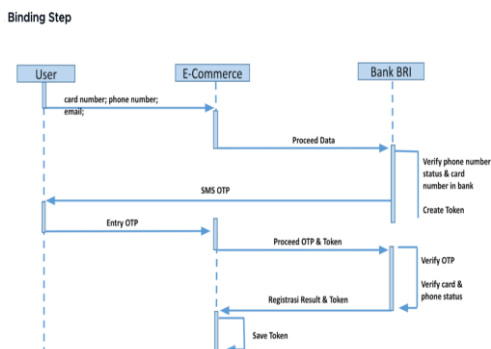 Binding Step
User
E-Commerce
Bank BRI
card number; phone number;
email;
Proceed Data
Verify phone number
status & card
number in bank
Create Token
SMS OTP
Entry OTP
Proceed OTP & Token
Verify OTP
Verify card &
phone status
Registrasi Result & Token
Save Token